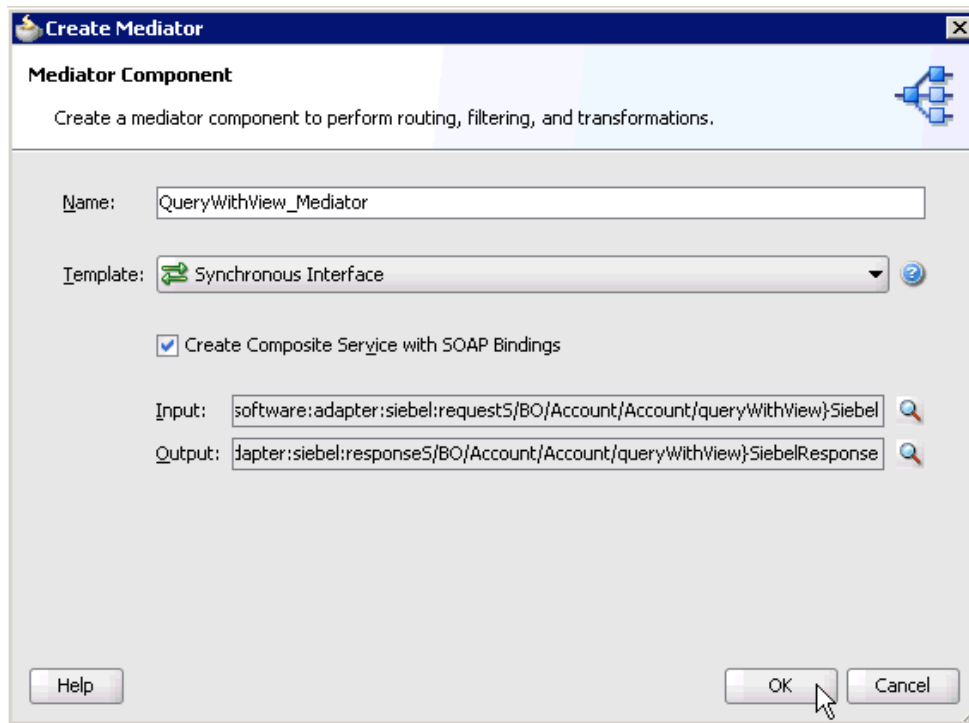 Create Mediator
Mediator Component
Create a mediator component to perform routing, filtering, and transformations.
Name: QueryWithView_Mediator
Template: Synchronous Interface
Create Composite Service with SOAP Bindings
Input: software:adapter:siebel:requestS/BO/Account/Account/queryWithView}Siebel
Output: dapter:siebel:responseS/BO/Account/Account/queryWithView}SiebelResponse
Help OK Cancel